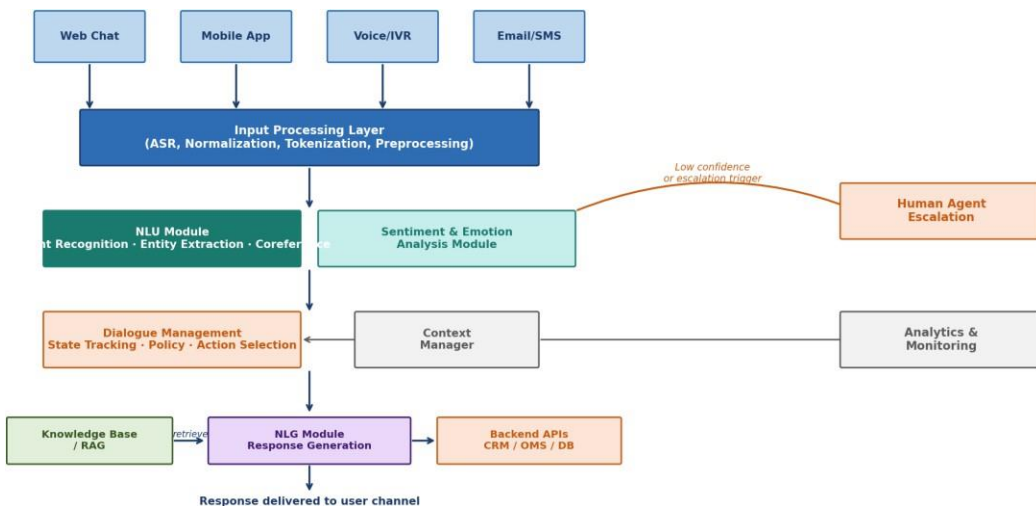 Web Chat
Mobile App
Voice/IVR
Email/SMS
Input Processing Layer
(ASR, Normalization, Tokenization, Preprocessing)
Low confidence
or escalation trigger
Human Agent
Escalation
NLU Module
nt Recognition · Entity Extraction · Coreference
Sentiment & Emotion
Analysis Module
Dialogue Management
State Tracking · Policy · Action Selection
Context
Manager
Analytics &
Monitoring
Knowledge Base
/ RAG
retrieve
NLG Module
Response Generation
Backend APIs
CRM / OMS / DB
Response delivered to user channel